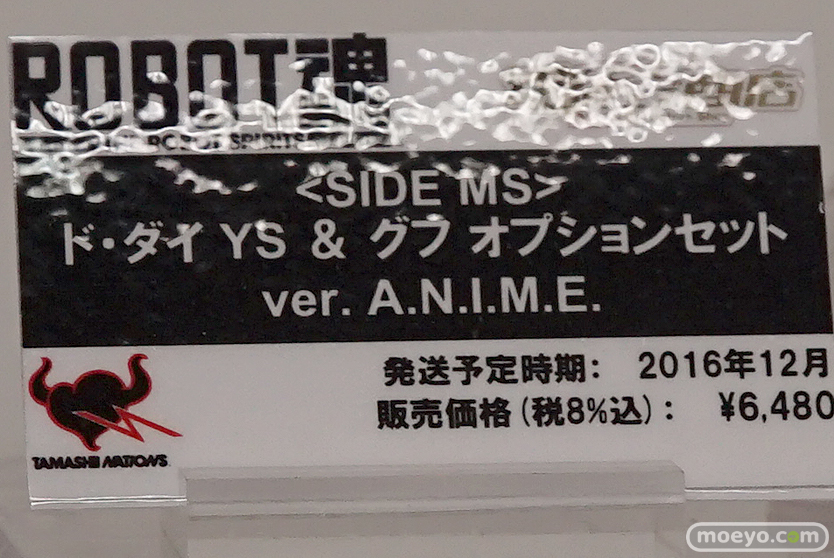 ROBOT魂
ROBOT SPIRITS
<SIDE MS>
ド・ダイ YS & グフ オプションセット
ver. A.N.I.M.E.
発送予定時期: 2016年12月
販売価格(税8%込): ¥6,480
TAMASHII NATIONS
moeyo.com